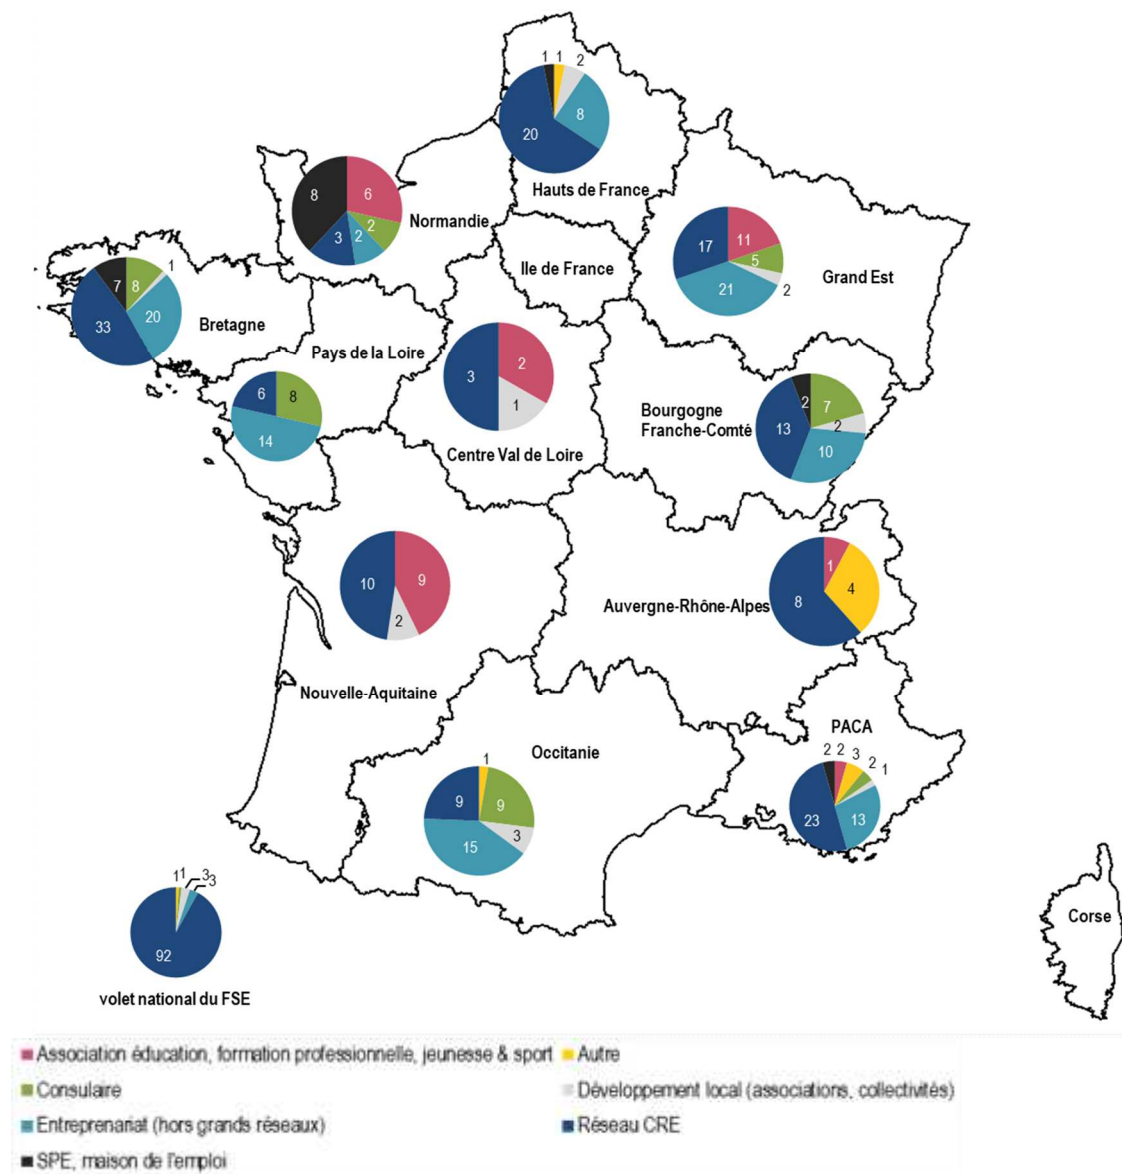 1 1 2
8
20
Hauts de France
8 6
2
3 2
Normandie
11
17
5
21 2
Grand Est
Ile de France
1
7 8
20
33
Bretagne
Pays de la Loire
6 8
14
2
3
1
Centre Val de Loire
Bourgogne
Franche-Comté
2 7
2
13
10
1
4
8
Auvergne-Rhône-Alpes
9
10
2
Nouvelle-Aquitaine
Occitanie
1
9 9
3
15
PACA
2 2 3 2 1
23 13
Corse
1 1 3 3
92
volet national du FSE
Association éducation, formation professionnelle, jeunesse & sport
Autre
Consulaire
Développement local (associations, collectivités)
Entreprenariat (hors grands réseaux)
Réseau CRE
SPE, maison de l'emploi